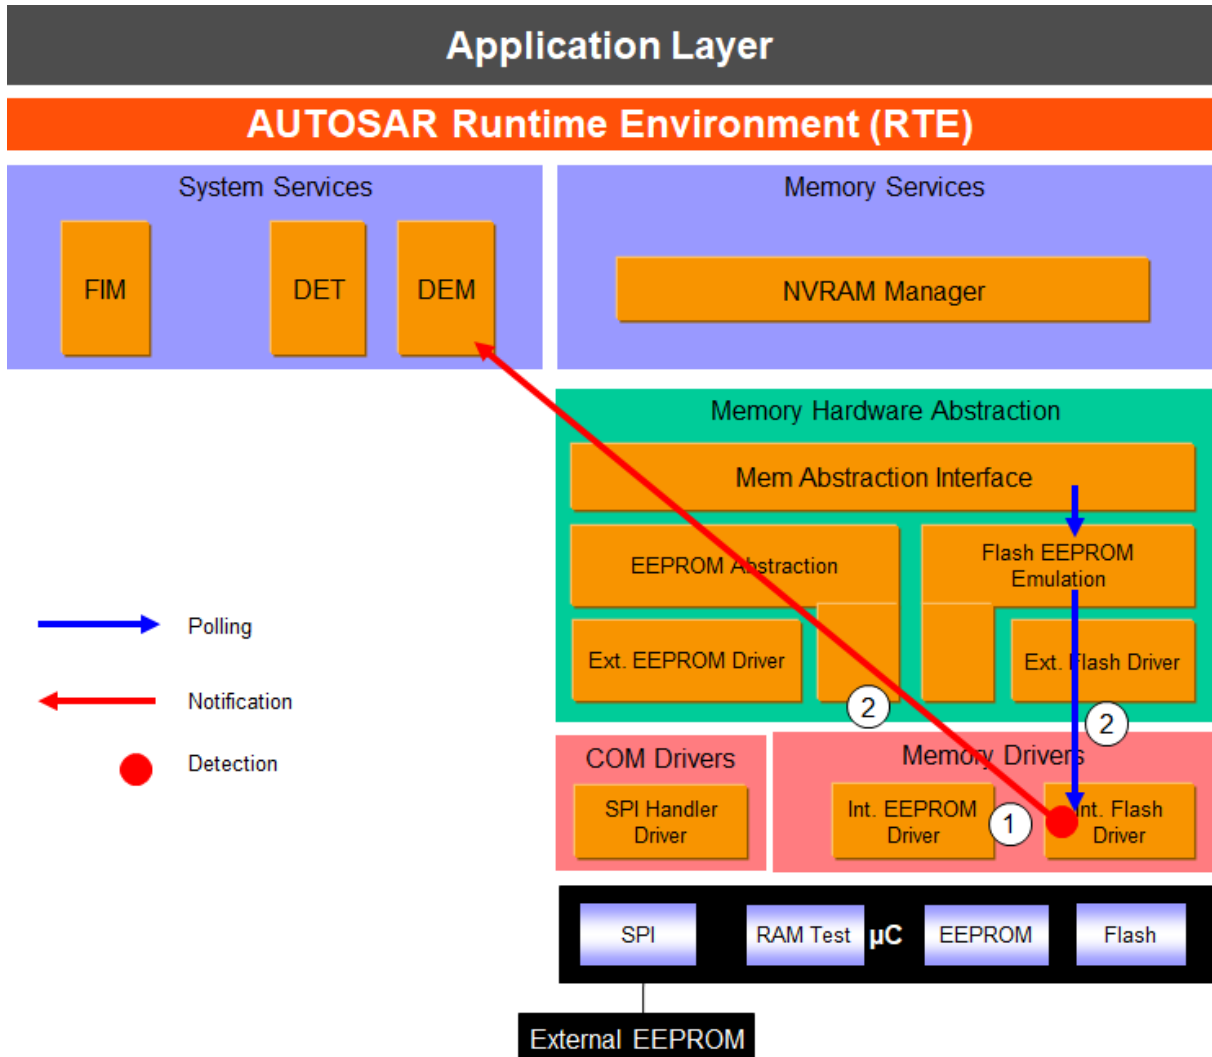 Application Layer
AUTOSAR Runtime Environment (RTE)
System Services
Memory Services
FIM
DET
DEM
NVRAM Manager
Memory Hardware Abstraction
Mem Abstraction Interface
EEPROM Abstraction
Flash EEPROM
Emulation
Ext. EEPROM Driver
Ext. Flash Driver
Polling
Notification
Detection
2
2
COM Drivers
Memory Drivers
SPI Handler
Driver
Int. EEPROM
Driver
1
Int. Flash
Driver
SPI
RAM Test
µC
EEPROM
Flash
External EEPROM